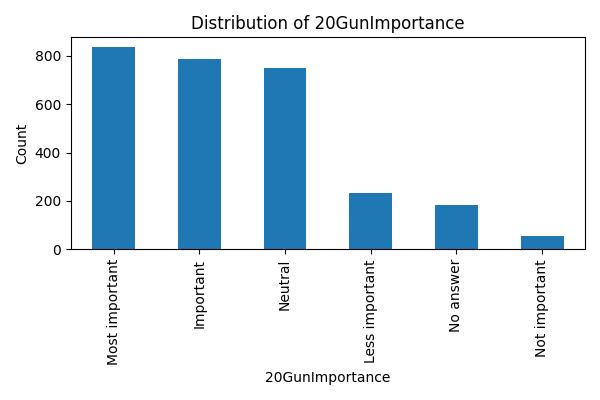 Distribution of 20GunImportance
Count
800
600
400
200
0
Most important
Important
Neutral
Less important
No answer
Not important
20GunImportance